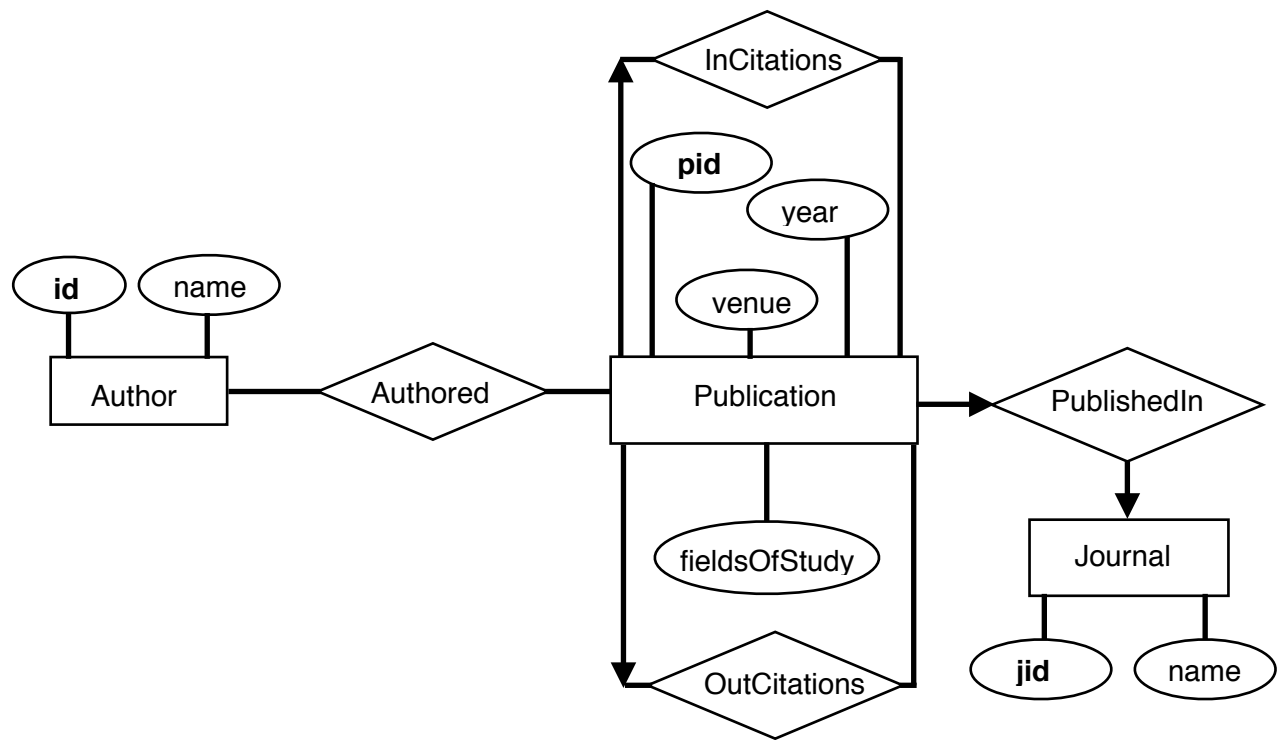 InCitations
pid
year
id
name
venue
Author
Authored
Publication
PublishedIn
fieldsOfStudy
Journal
OutCitations
jid
name